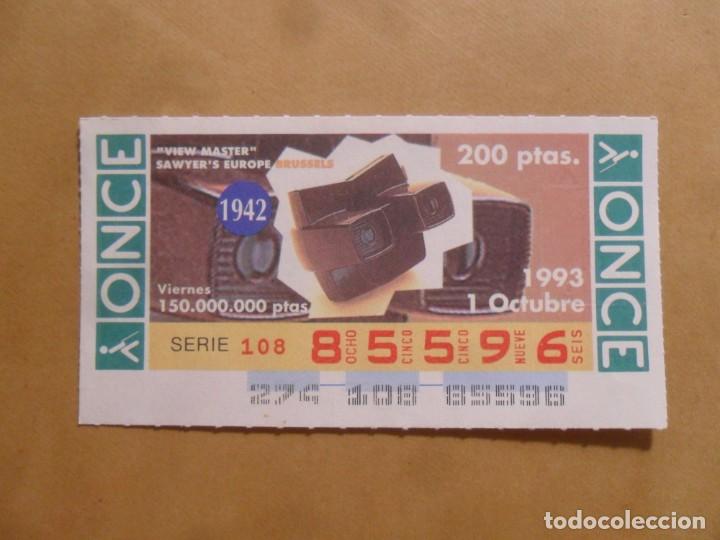 ONCE
"VIEW MASTER"
SAWYER'S EUROPE BRUSSELS
1942
200 ptas.
Viernes
150.000.000 ptas
1993
1 Octubre
SERIE 108
8 OCHO 5 CINCO 5 CINCO 9 NUEVE 6 SEIS
274 108 85596
ONCE
todocoleccion.net